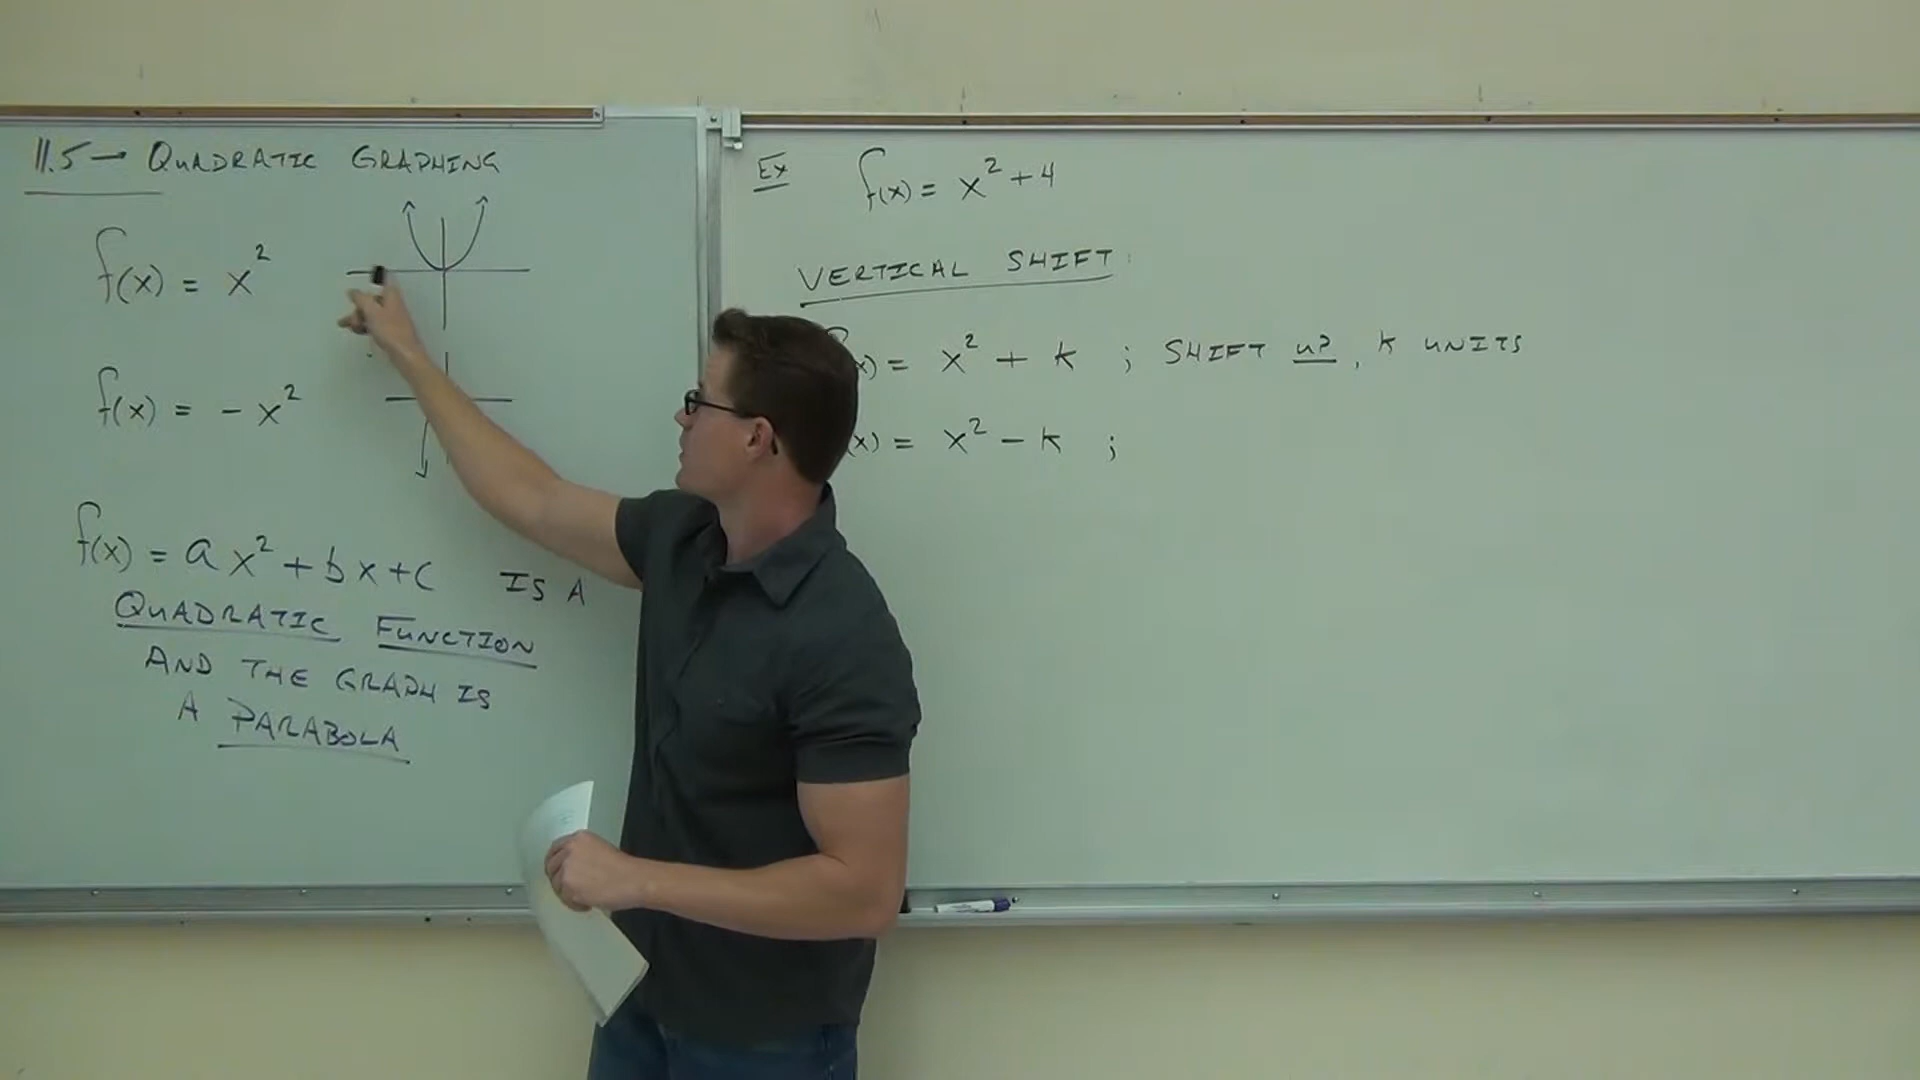 11.5 → QUADRATIC GRAPHING
f(x) = x²
f(x) = - x²
f(x) = ax² + bx + c IS A
QUADRATIC FUNCTION
AND THE GRAPH IS
A PARABOLA
Ex f(x) = x² + 4
VERTICAL SHIFT:
x) = x² + k ; SHIFT UP, K UNITS
(x) = x² - k ;